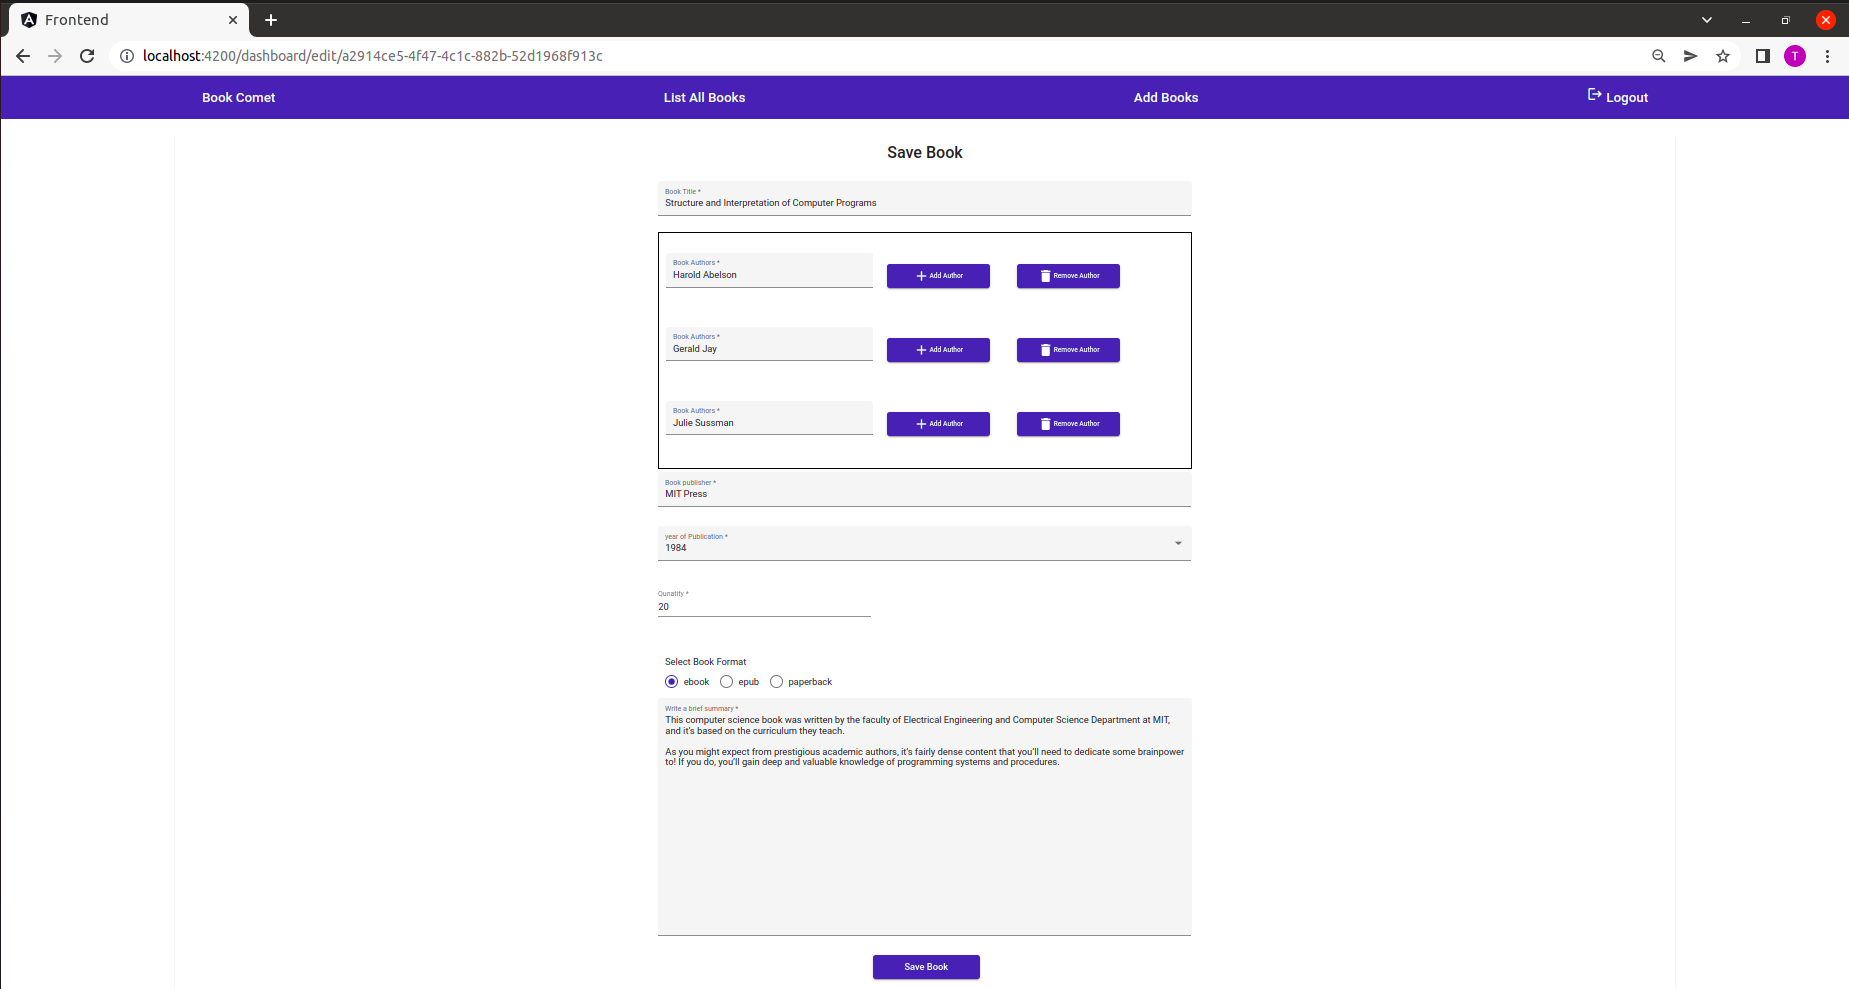 Frontend
localhost:4200/dashboard/edit/a2914ce5-4f47-4c1c-882b-52d1968f913c
T
Book Comet
List All Books
Add Books
Logout
Save Book
Book Title *
Structure and Interpretation of Computer Programs
Book Authors *
Harold Abelson
Add Author
Remove Author
Book Authors *
Gerald Jay
Add Author
Remove Author
Book Authors *
Julie Sussman
Add Author
Remove Author
Book publisher *
MIT Press
year of Publication *
1984
Qunatity *
20
Select Book Format
ebook epub paperback
Write a brief summary *
This computer science book was written by the faculty of Electrical Engineering and Computer Science Department at MIT,
and it's based on the curriculum they teach.
As you might expect from prestigious academic authors, it's fairly dense content that you'll need to dedicate some brainpower
to! If you do, you'll gain deep and valuable knowledge of programming systems and procedures.
Save Book